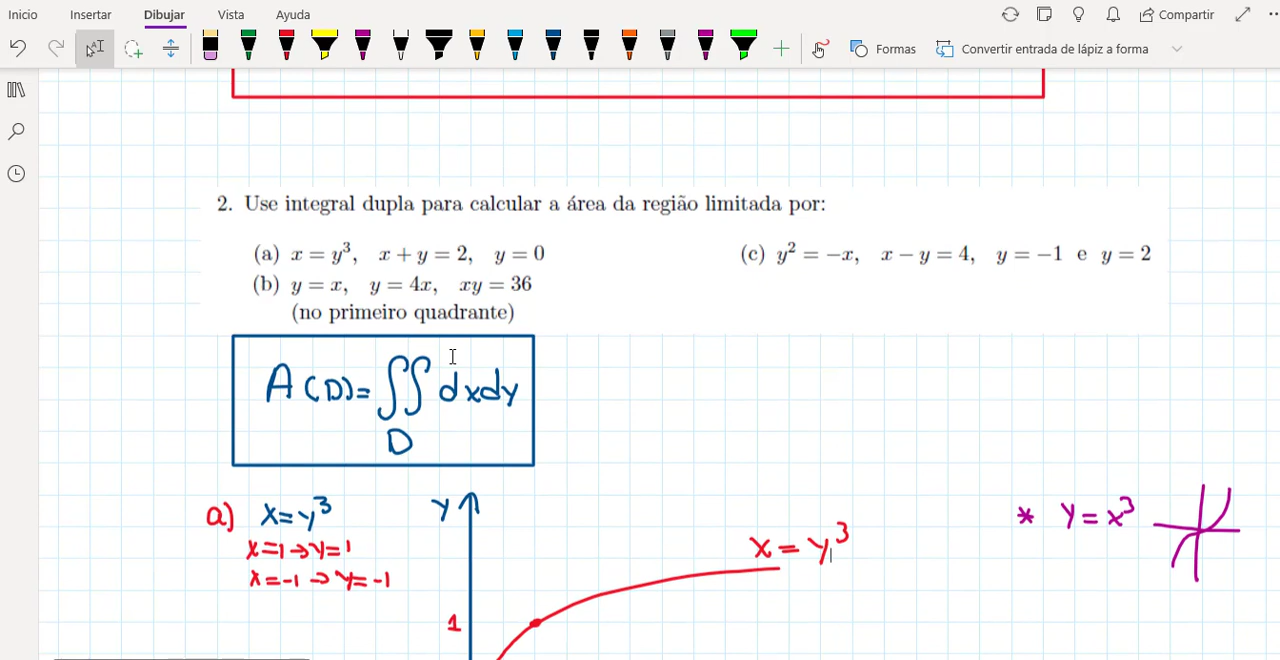 Inicio Insertar Dibujar Vista Ayuda Compartir
Formas Convertir entrada de lápiz a forma
2. Use integral dupla para calcular a área da região limitada por:
(a) x = y³, x + y = 2, y = 0
(c) y² = −x, x − y = 4, y = −1 e y = 2
(b) y = x, y = 4x, xy = 36
(no primeiro quadrante)
A(D)= ∬ dxdy
D
a) x=y³
x=1→y=1
x=-1→y=-1
y
x = y³
1
* y=x³